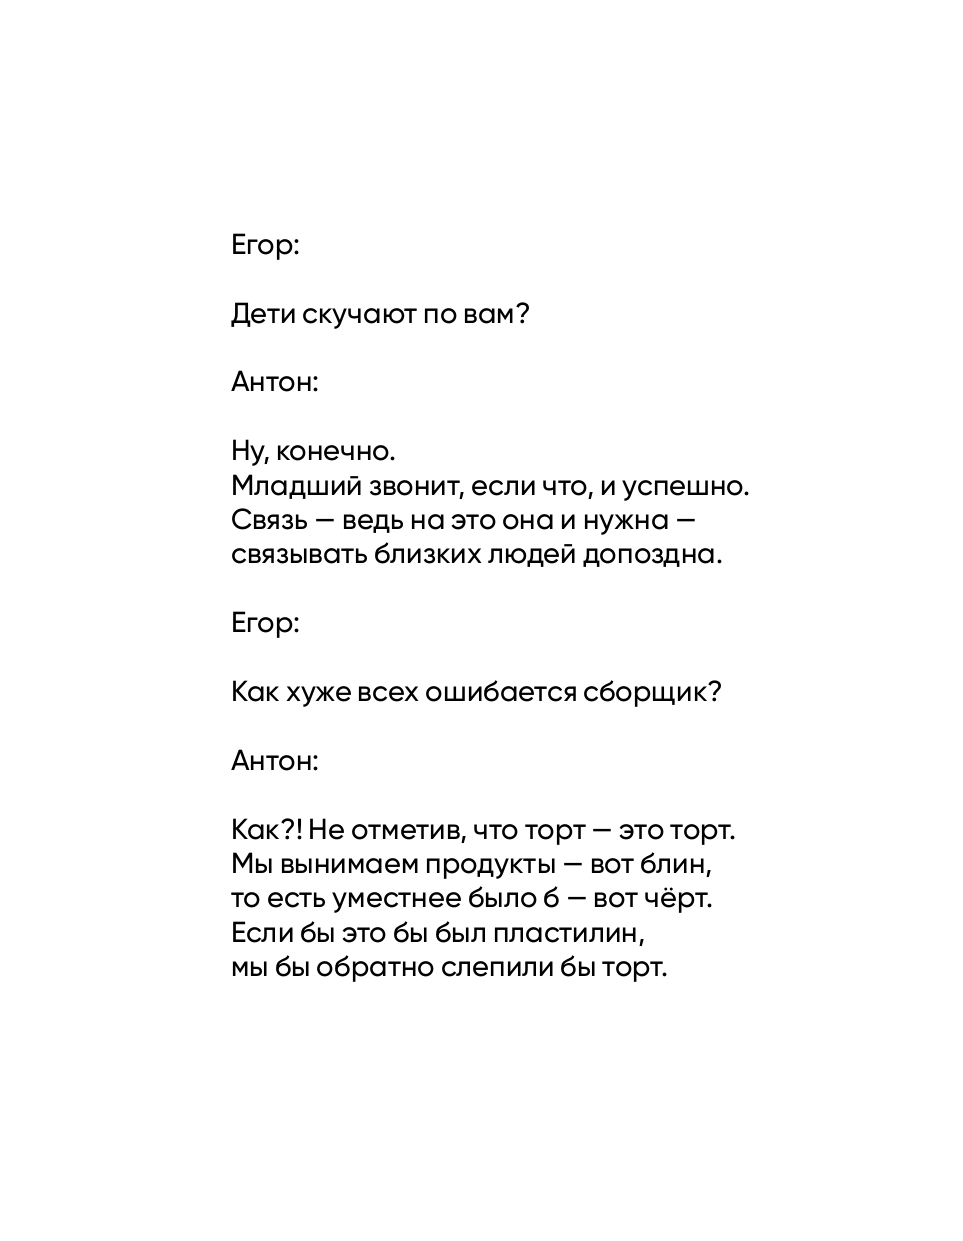 Егор:
Дети скучают по вам?
Антон:
Ну, конечно.
Младший звонит, если что, и успешно.
Связь — ведь на это она и нужна —
связывать близких людей допоздна.
Егор:
Как хуже всех ошибается сборщик?
Антон:
Как?! Не отметив, что торт — это торт.
Мы вынимаем продукты — вот блин,
то есть уместнее было б — вот чёрт.
Если бы это бы был пластилин,
мы бы обратно слепили бы торт.